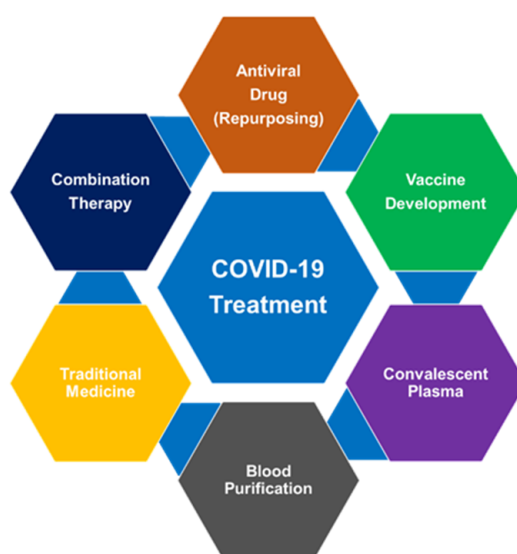 Antiviral
Drug
(Repurposing)
Combination
Therapy
Vaccine
Development
COVID-19
Treatment
Traditional
Medicine
Convalescent
Plasma
Blood
Purification